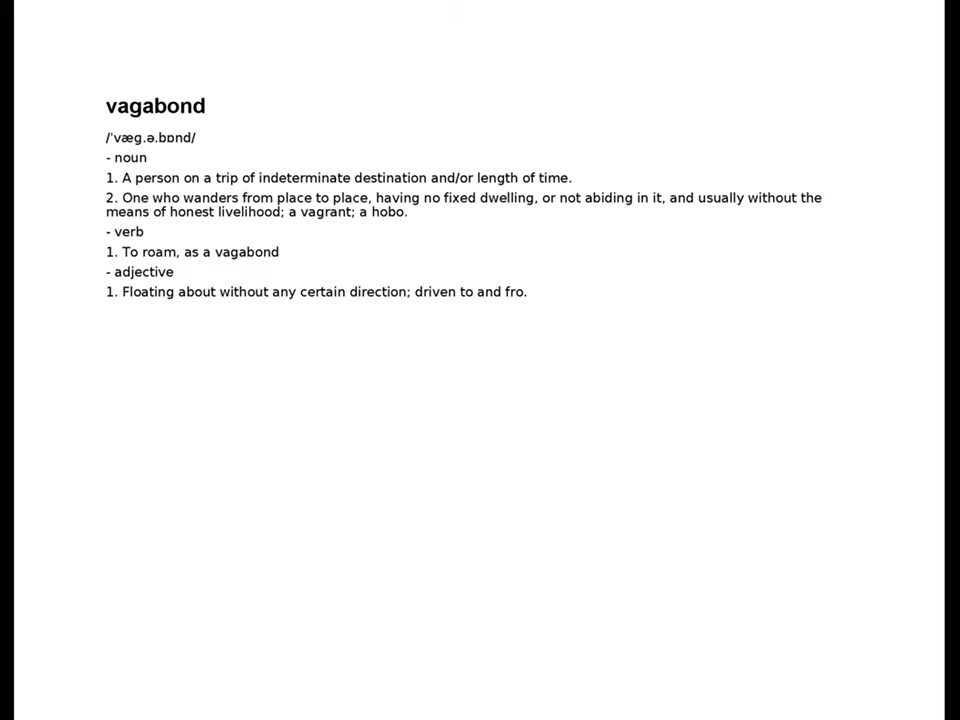 vagabond
/ˈvæɡ.ə.bɒnd/
- noun
1. A person on a trip of indeterminate destination and/or length of time.
2. One who wanders from place to place, having no fixed dwelling, or not abiding in it, and usually without the
means of honest livelihood; a vagrant; a hobo.
- verb
1. To roam, as a vagabond
- adjective
1. Floating about without any certain direction; driven to and fro.